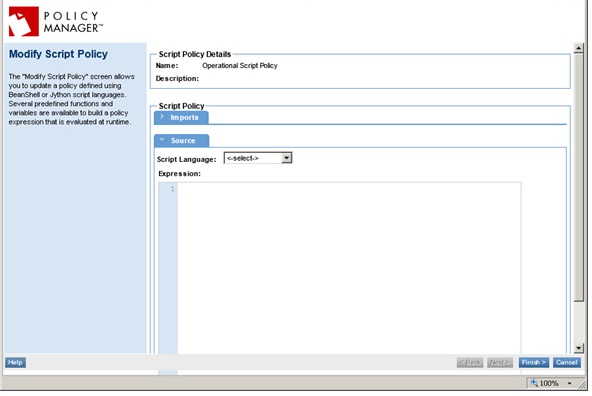 POLICY
MANAGER™
Modify Script Policy
The "Modify Script Policy" screen allows
you to update a policy defined using
BeanShell or Jython script languages.
Several predefined functions and
variables are available to build a policy
expression that is evaluated at runtime.
Script Policy Details
Name: Operational Script Policy
Description:
Script Policy
Imports
Source
Script Language: <-select->
Expression:
1
Help
< Back Next > Finish > Cancel
100%